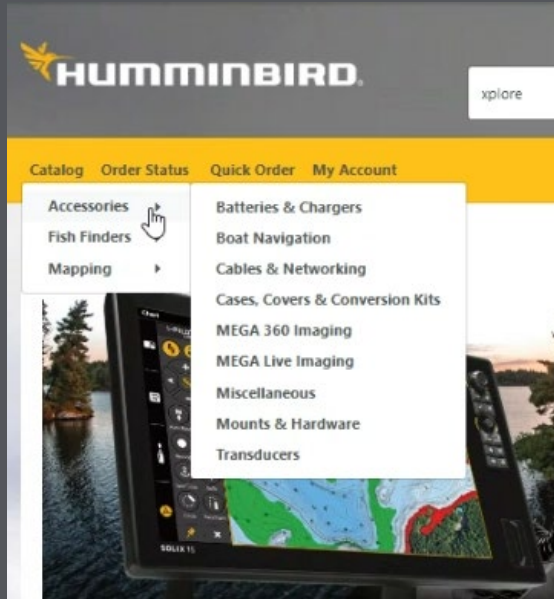 HUMMINBIRD.
xplore
Catalog Order Status Quick Order My Account
Accessories
Fish Finders
Mapping
Batteries & Chargers
Boat Navigation
Cables & Networking
Cases, Covers & Conversion Kits
MEGA 360 Imaging
MEGA Live Imaging
Miscellaneous
Mounts & Hardware
Transducers
Chart
SOLIX 15